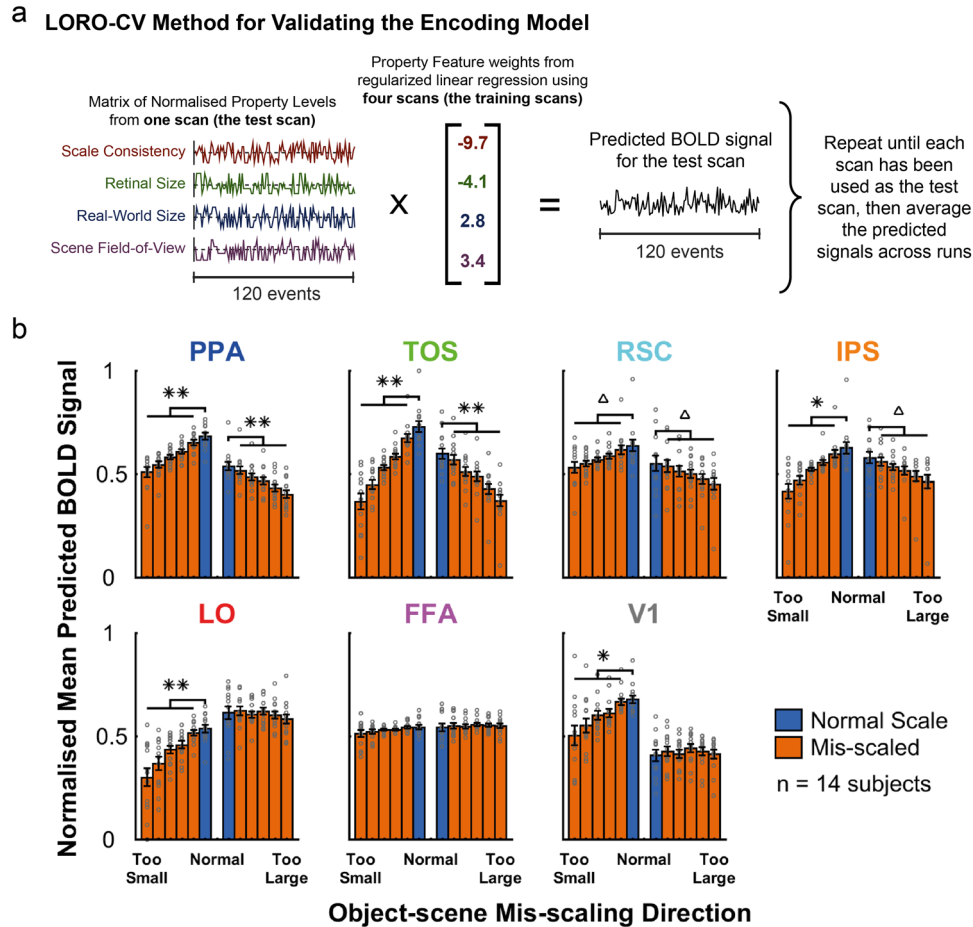 a
LORO-CV Method for Validating the Encoding Model
Matrix of Normalised Property Levels
from one scan (the test scan)
Scale Consistency
Retinal Size
Real-World Size
Scene Field-of-View
120 events
X
Property Feature weights from
regularized linear regression using
four scans (the training scans)
-9.7
-4.1
2.8
3.4
=
Predicted BOLD signal
for the test scan
120 events
Repeat until each
scan has been
used as the test
scan, then average
the predicted
signals across runs
b
Normalised Mean Predicted BOLD Signal
PPA
TOS
RSC
IPS
1
0.5
0
** ** ** ** Δ Δ * Δ
Too
Small
Normal
Too
Large
LO
FFA
V1
1
0.5
0
** *
Too
Small
Normal
Too
Large
Too
Small
Normal
Too
Large
Too
Small
Normal
Too
Large
Normal Scale
Mis-scaled
n = 14 subjects
Object-scene Mis-scaling Direction